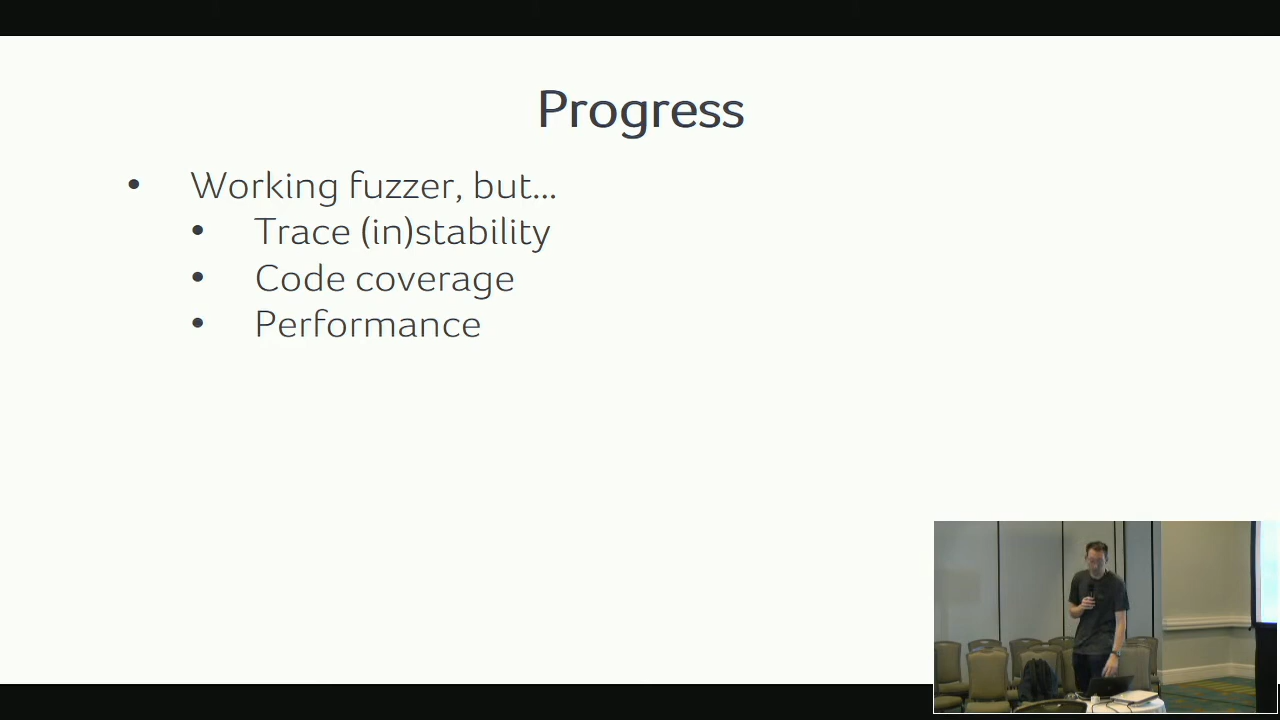 Progress
• Working fuzzer, but...
• Trace (in)stability
• Code coverage
• Performance